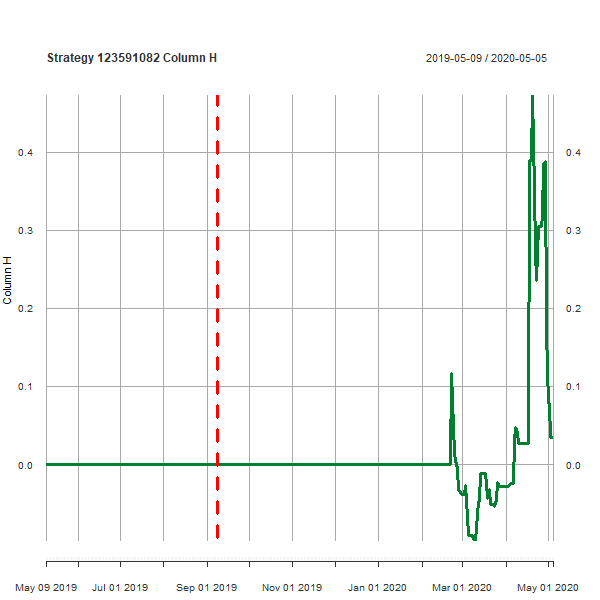 Strategy 123591082 Column H
2019-05-09 / 2020-05-05
0.4
0.4
0.3
0.3
0.2
0.2
0.1
0.1
0.0
0.0
Column H
May 09 2019
Jul 01 2019
Sep 01 2019
Nov 01 2019
Jan 01 2020
Mar 01 2020
May 01 2020